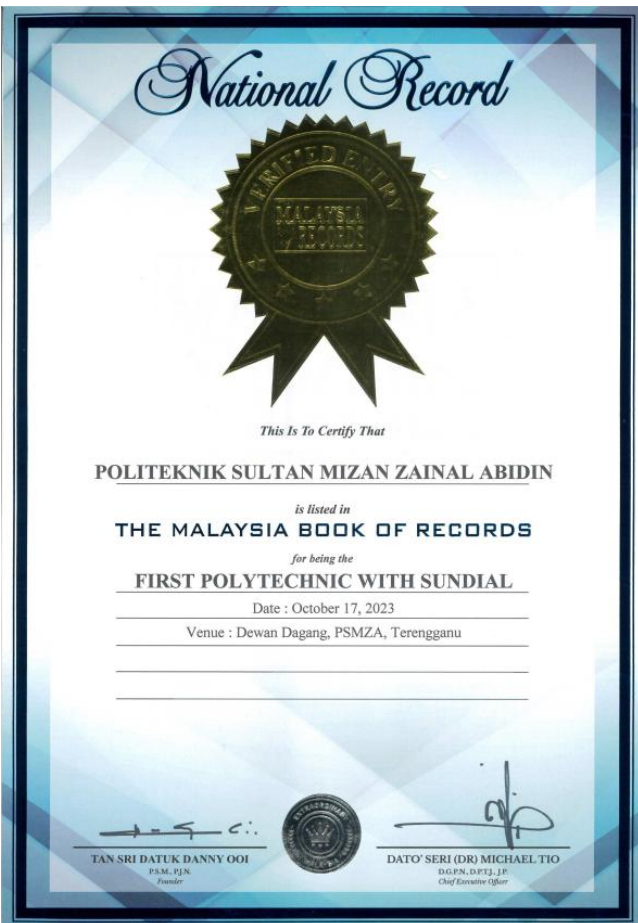 National Record
VERIFIED ENTRY
MALAYSIA
RECORDS
This Is To Certify That
POLITEKNIK SULTAN MIZAN ZAINAL ABIDIN
is listed in
THE MALAYSIA BOOK OF RECORDS
for being the
FIRST POLYTECHNIC WITH SUNDIAL
Date : October 17, 2023
Venue : Dewan Dagang, PSMZA, Terengganu
TAN SRI DATUK DANNY OOI
P.S.M., P.J.N.
Founder
DATO' SERI (DR) MICHAEL TIO
D.G.P.N., D.P.T.J., J.P.
Chief Executive Officer